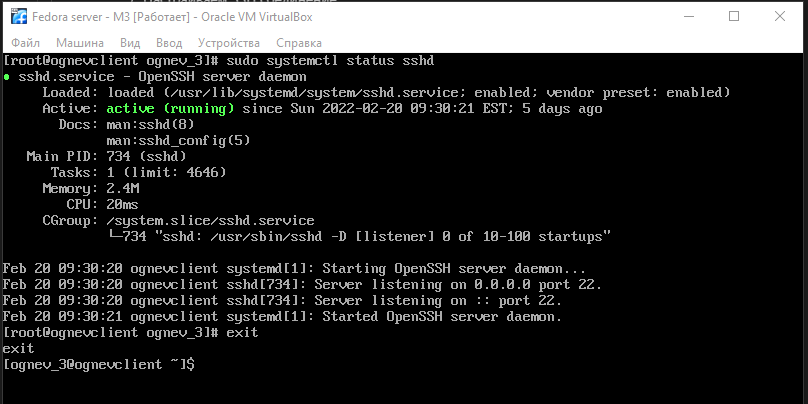 Fedora server - M3 [Работает] - Oracle VM VirtualBox
Файл Машина Вид Ввод Устройства Справка
[root@ognevclient ognev_3]# sudo systemctl status sshd
● sshd.service - OpenSSH server daemon
Loaded: loaded (/usr/lib/systemd/system/sshd.service; enabled; vendor preset: enabled)
Active: active (running) since Sun 2022-02-20 09:30:21 EST; 5 days ago
Docs: man:sshd(8)
man:sshd_config(5)
Main PID: 734 (sshd)
Tasks: 1 (limit: 4646)
Memory: 2.4M
CPU: 20ms
CGroup: /system.slice/sshd.service
└─734 "sshd: /usr/sbin/sshd -D [listener] 0 of 10-100 startups"
Feb 20 09:30:20 ognevclient systemd[1]: Starting OpenSSH server daemon...
Feb 20 09:30:20 ognevclient sshd[734]: Server listening on 0.0.0.0 port 22.
Feb 20 09:30:20 ognevclient sshd[734]: Server listening on :: port 22.
Feb 20 09:30:21 ognevclient systemd[1]: Started OpenSSH server daemon.
[root@ognevclient ognev_3]# exit
exit
[ognev_3@ognevclient ~]$